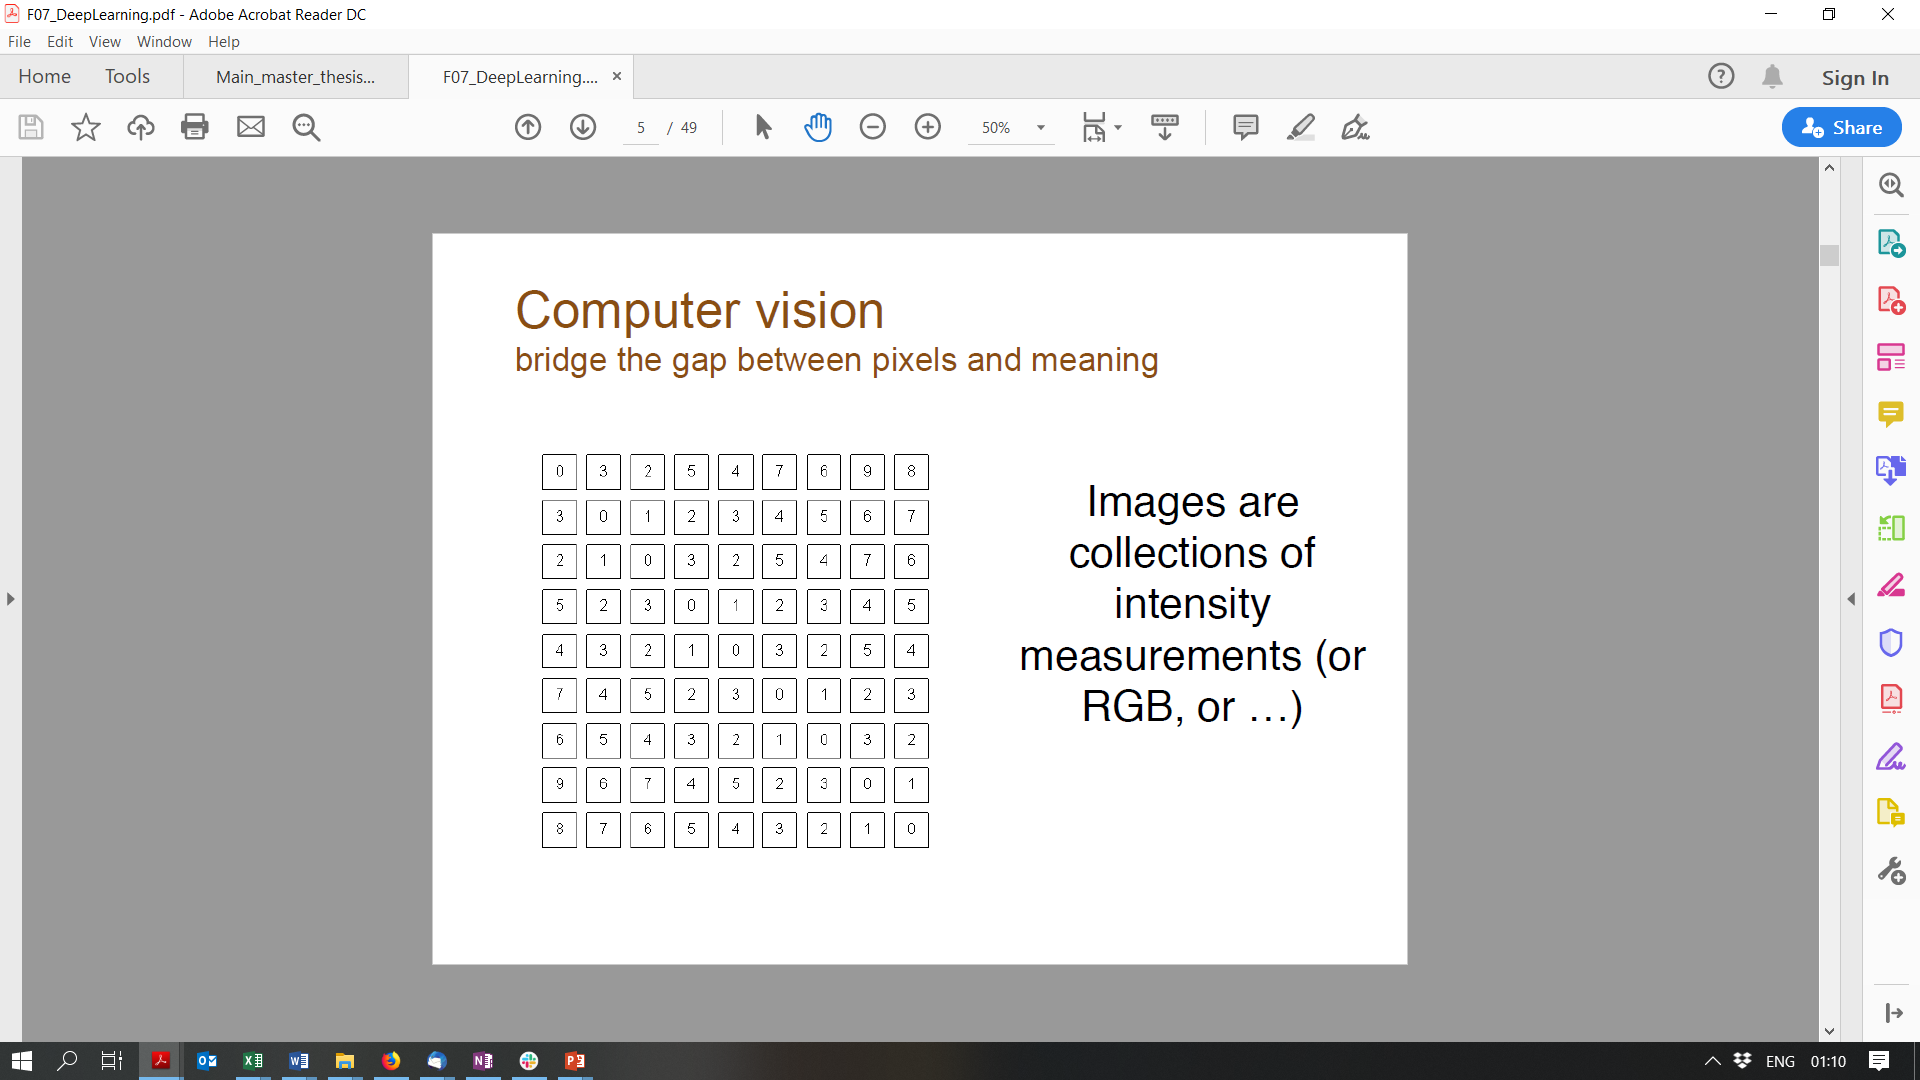 F07_DeepLearning.pdf - Adobe Acrobat Reader DC
File Edit View Window Help
Home Tools Main_master_thesis... F07_DeepLearning.... Sign In
5 / 49 50% Share
Computer vision
bridge the gap between pixels and meaning
0 3 2 5 4 7 6 9 8
3 0 1 2 3 4 5 6 7
2 1 0 3 2 5 4 7 6
5 2 3 0 1 2 3 4 5
4 3 2 1 0 3 2 5 4
7 4 5 2 3 0 1 2 3
6 5 4 3 2 1 0 3 2
9 6 7 4 5 2 3 0 1
8 7 6 5 4 3 2 1 0
Images are
collections of
intensity
measurements (or
RGB, or …)
ENG 01:10